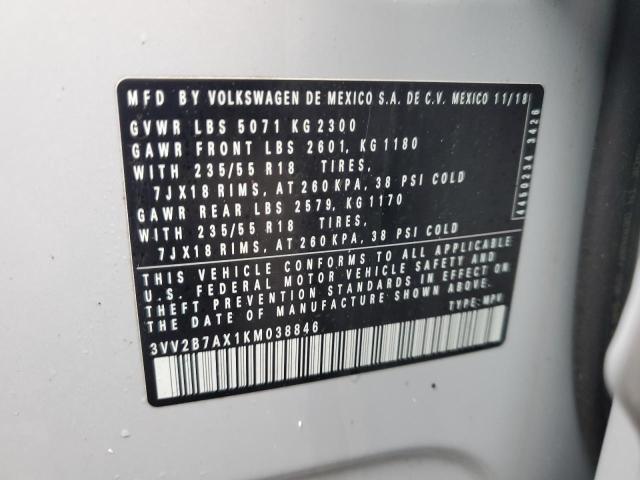 MFD BY VOLKSWAGEN DE MEXICO S.A. DE C.V. MEXICO 11/18
GVWR LBS 5071 KG 2300
GAWR FRONT LBS 2601, KG 1180
WITH 235/55 R18 TIRES,
7JX18 RIMS, AT 260 KPA, 38 PSI COLD
GAWR REAR LBS 2579, KG 1170
WITH 235/55 R18 TIRES,
7JX18 RIMS, AT 260 KPA, 38 PSI COLD
THIS VEHICLE CONFORMS TO ALL APPLICABLE
U.S. FEDERAL MOTOR VEHICLE SAFETY AND
THEFT PREVENTION STANDARDS IN EFFECT ON
THE DATE OF MANUFACTURE SHOWN ABOVE.
3VV2B7AX1KM038846 TYPE: MPV
4450234 3426